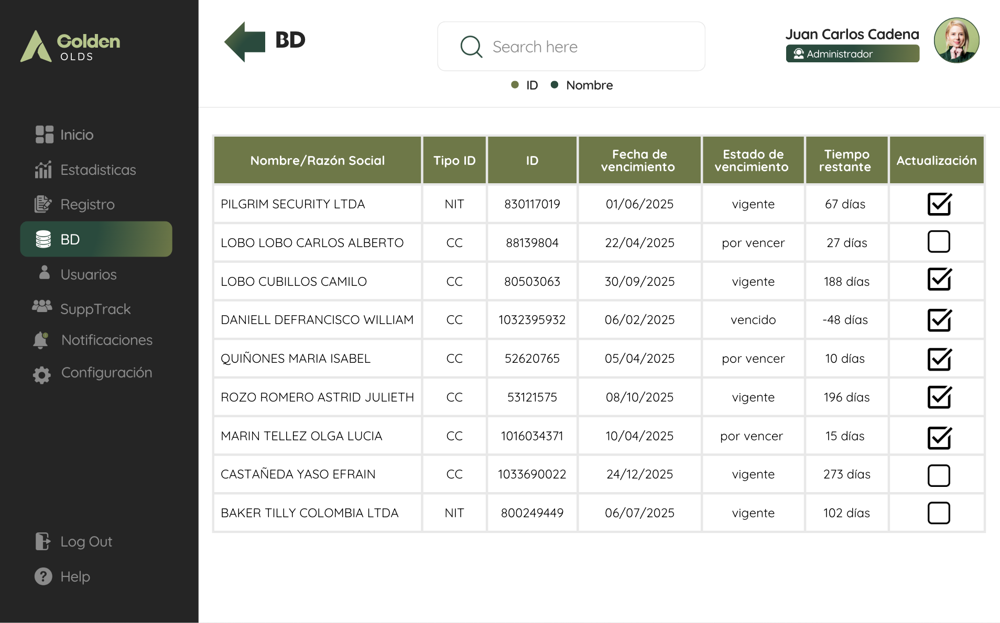 Golden
OLDS
Inicio
Estadisticas
Registro
BD
Usuarios
SuppTrack
Notificaciones
Configuración
Log Out
Help
BD
Search here
ID Nombre
Juan Carlos Cadena
Administrador
Nombre/Razón Social Tipo ID ID Fecha de vencimiento Estado de vencimiento Tiempo restante Actualización
PILGRIM SECURITY LTDA NIT 830117019 01/06/2025 vigente 67 días
LOBO LOBO CARLOS ALBERTO CC 88139804 22/04/2025 por vencer 27 días
LOBO CUBILLOS CAMILO CC 80503063 30/09/2025 vigente 188 días
DANIELL DEFRANCISCO WILLIAM CC 1032395932 06/02/2025 vencido -48 días
QUIÑONES MARIA ISABEL CC 52620765 05/04/2025 por vencer 10 días
ROZO ROMERO ASTRID JULIETH CC 53121575 08/10/2025 vigente 196 días
MARIN TELLEZ OLGA LUCIA CC 1016034371 10/04/2025 por vencer 15 días
CASTAÑEDA YASO EFRAIN CC 1033690022 24/12/2025 vigente 273 días
BAKER TILLY COLOMBIA LTDA NIT 800249449 06/07/2025 vigente 102 días